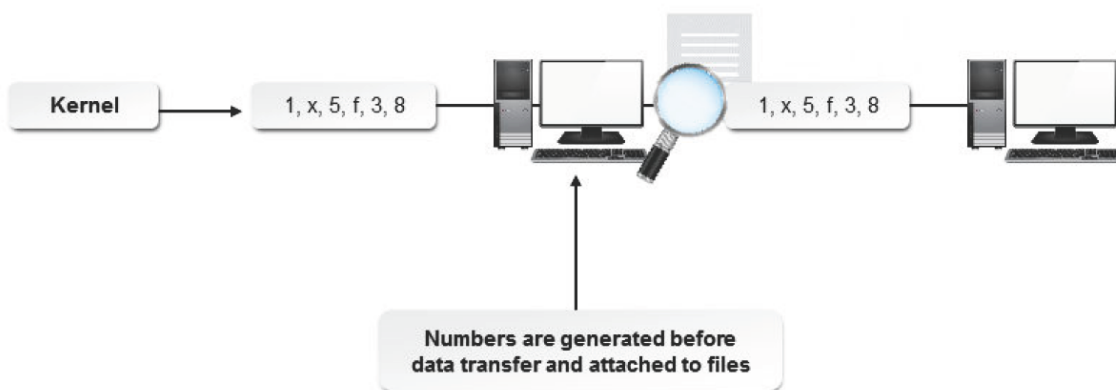 Kernel
1, x, 5, f, 3, 8
1, x, 5, f, 3, 8
Numbers are generated before
data transfer and attached to files